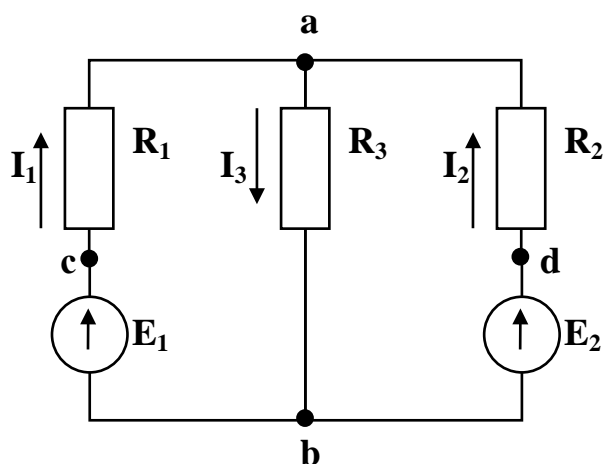 a
I₁ R₁ I₃ R₃ I₂ R₂
c d
E₁ E₂
b